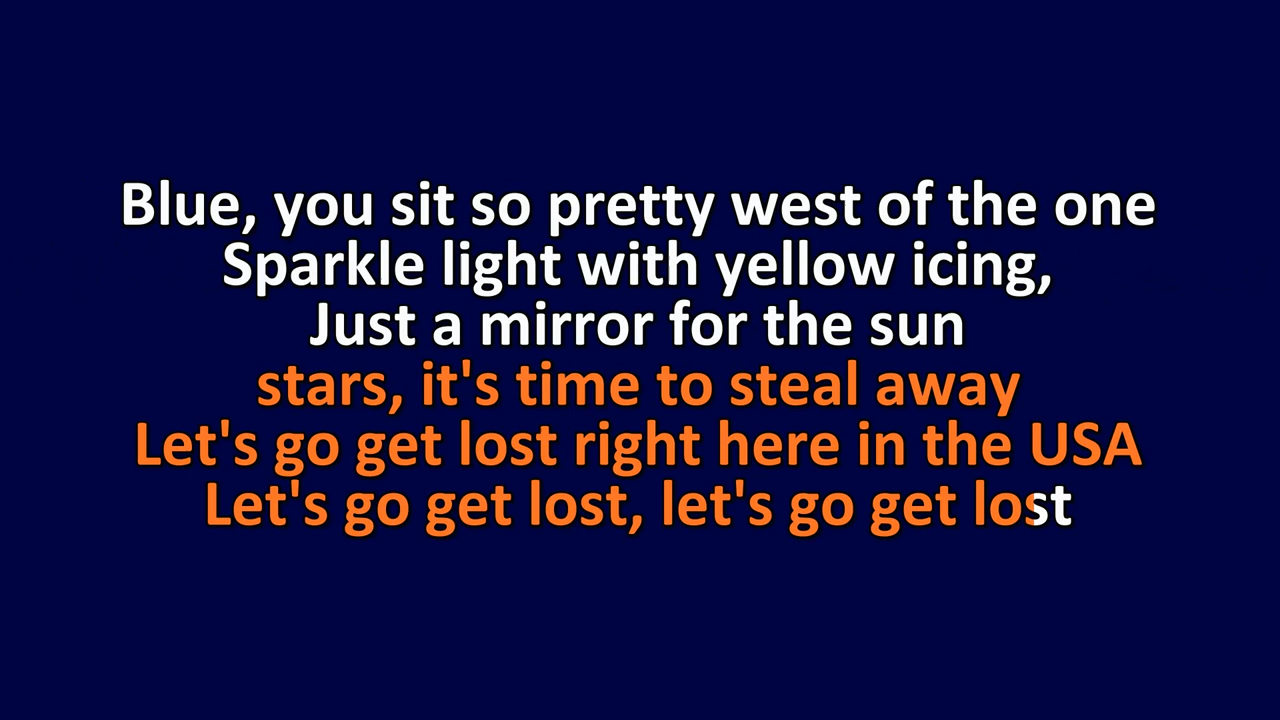 Blue, you sit so pretty west of the one
Sparkle light with yellow icing,
Just a mirror for the sun
stars, it's time to steal away
Let's go get lost right here in the USA
Let's go get lost, let's go get lost